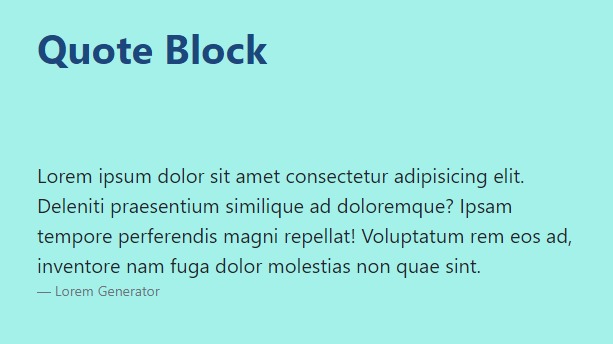 Quote Block
Lorem ipsum dolor sit amet consectetur adipisicing elit.
Deleniti praesentium similique ad doloremque? Ipsam
tempore perferendis magni repellat! Voluptatum rem eos ad,
inventore nam fuga dolor molestias non quae sint.
— Lorem Generator